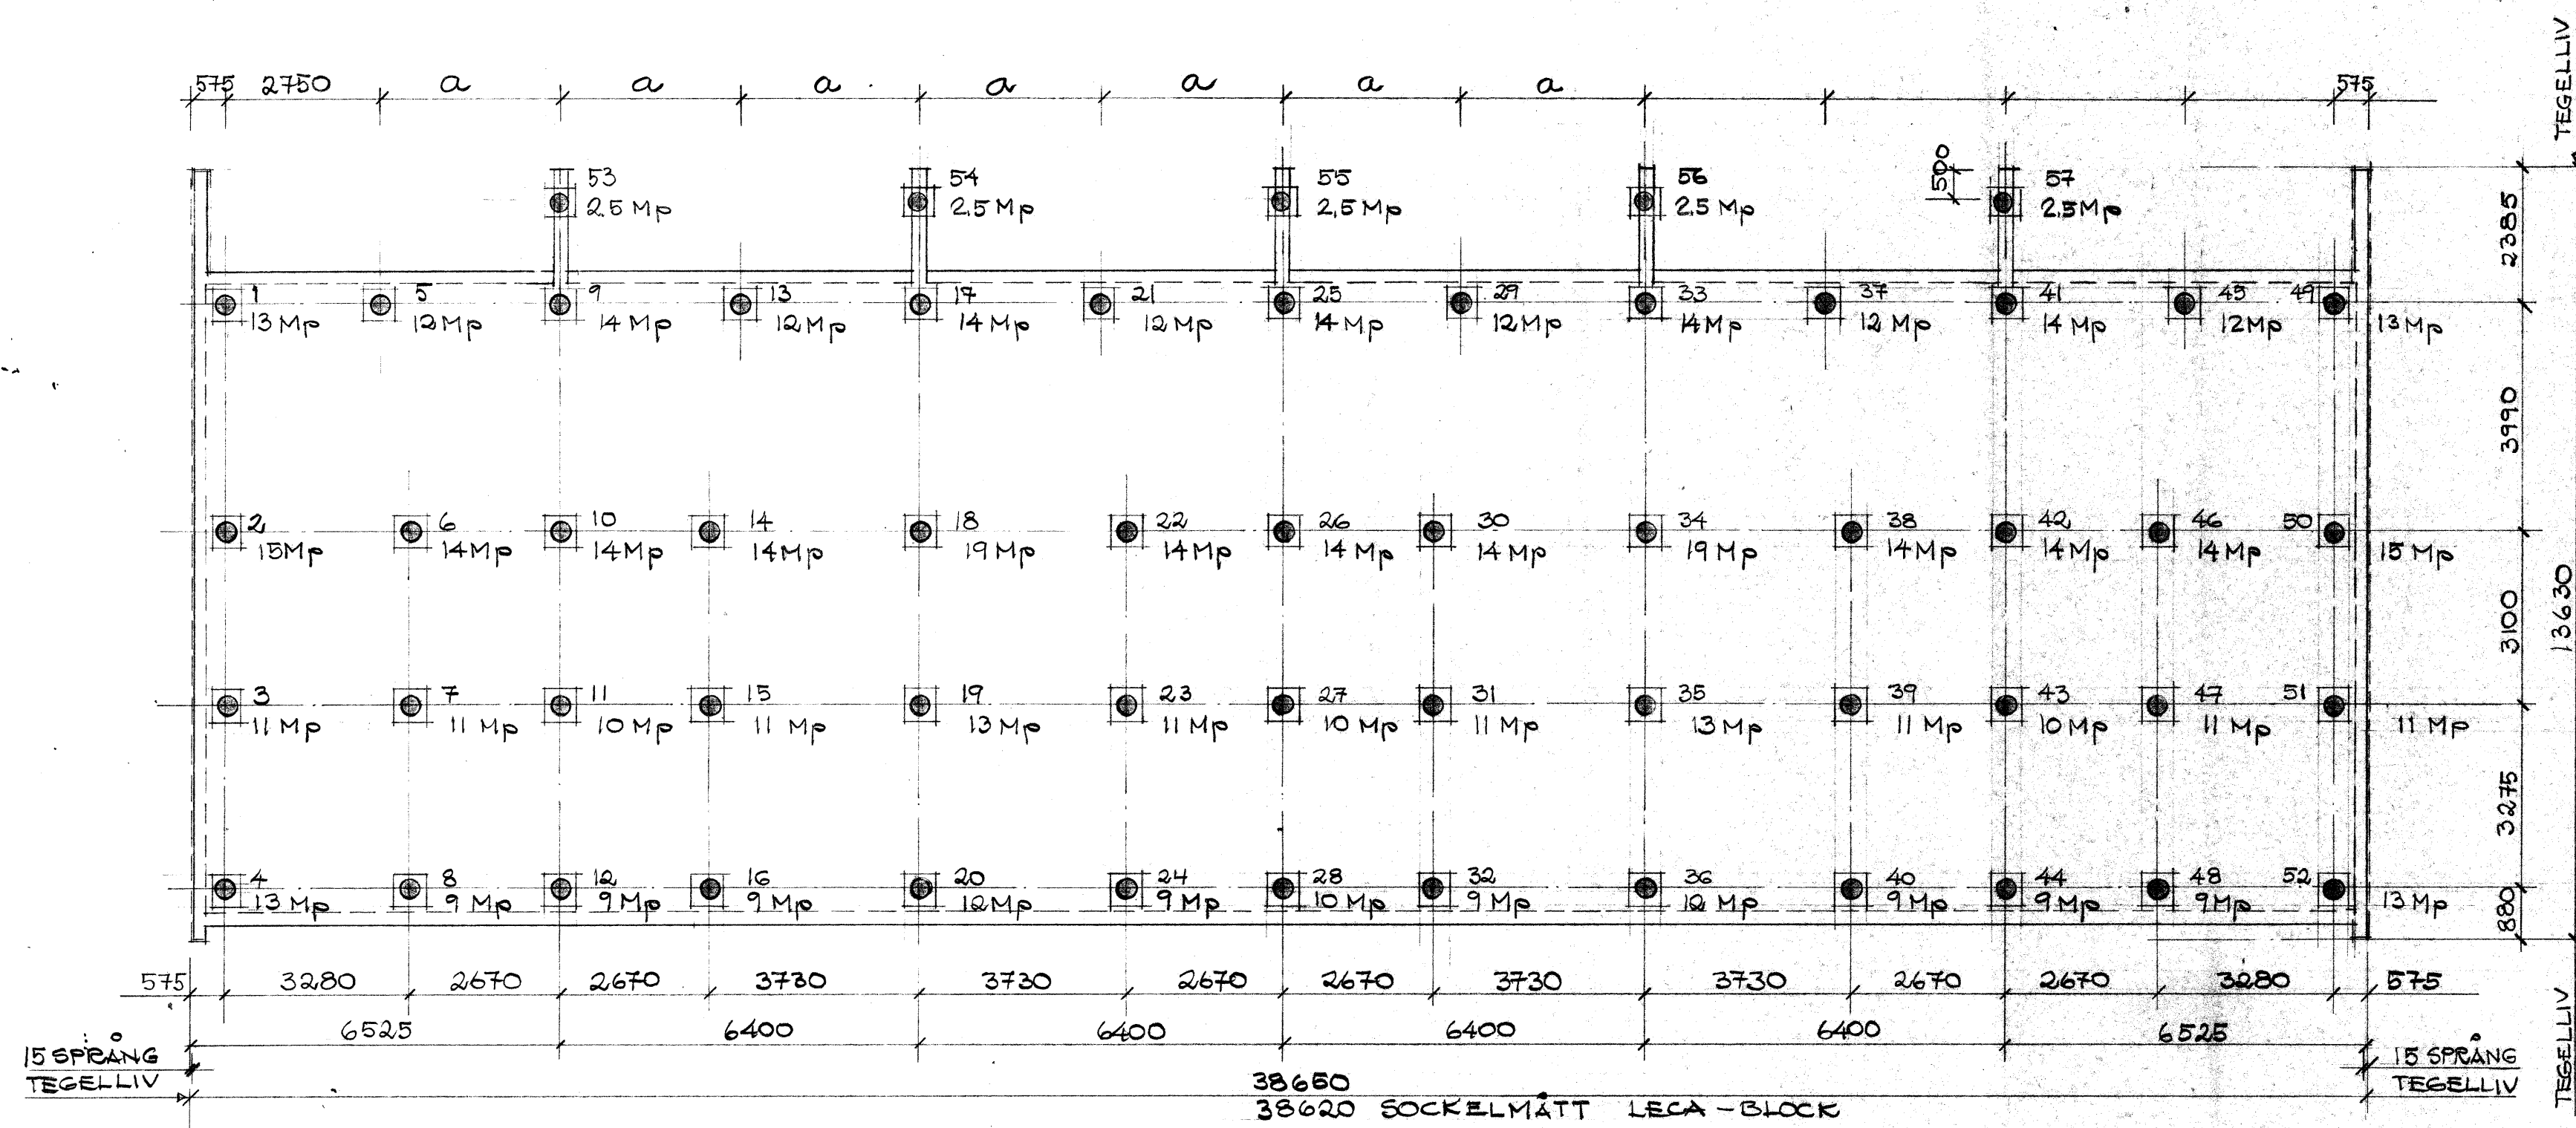 575 2750 a a a a a a a 575
TEGELLIV
53 54 55 56 57
2.5 Mp 2.5 Mp 2.5 Mp 2.5 Mp 2.5 Mp
500
2385
1 5 9 13 17 21 25 29 33 37 41 45 49
13 Mp 12 Mp 14 Mp 12 Mp 14 Mp 12 Mp 14 Mp 12 Mp 14 Mp 12 Mp 14 Mp 12 Mp 13 Mp
3990
2 6 10 14 18 22 26 30 34 38 42 46 50
15 Mp 14 Mp 14 Mp 14 Mp 19 Mp 14 Mp 14 Mp 14 Mp 19 Mp 14 Mp 14 Mp 14 Mp 15 Mp
3100
13630
3 7 11 15 19 23 27 31 35 39 43 47 51
11 Mp 11 Mp 10 Mp 11 Mp 13 Mp 11 Mp 10 Mp 11 Mp 13 Mp 11 Mp 10 Mp 11 Mp 11 Mp
3275
4 8 12 16 20 24 28 32 36 40 44 48 52
13 Mp 9 Mp 9 Mp 9 Mp 12 Mp 9 Mp 10 Mp 9 Mp 12 Mp 9 Mp 9 Mp 9 Mp 13 Mp
880
575 3280 2670 2670 3730 3730 2670 2670 3730 3730 2670 2670 3280 575
6525 6400 6400 6400 6400 6525
15 SPRÅNG 15 SPRÅNG
TEGELLIV TEGELLIV
TEGELLIV
38650
38620 SOCKELMÅTT LECA-BLOCK